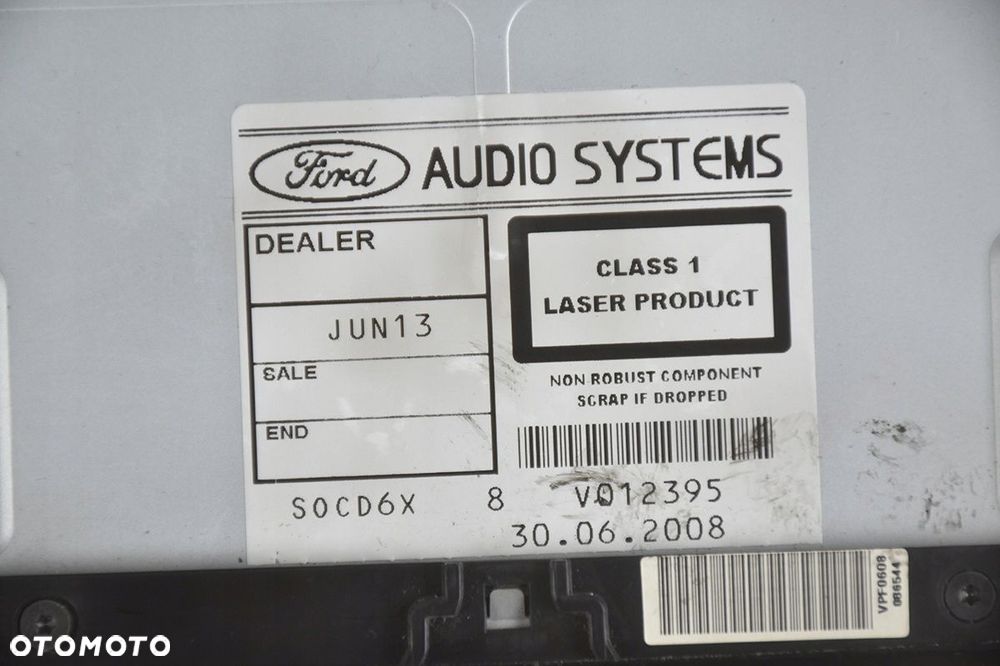 Ford AUDIO SYSTEMS
DEALER
JUN13
SALE
END
CLASS 1
LASER PRODUCT
NON ROBUST COMPONENT
SCRAP IF DROPPED
SOCD6X 8 V012395
30.06.2008
VPF0608
086544
OTOMOTO